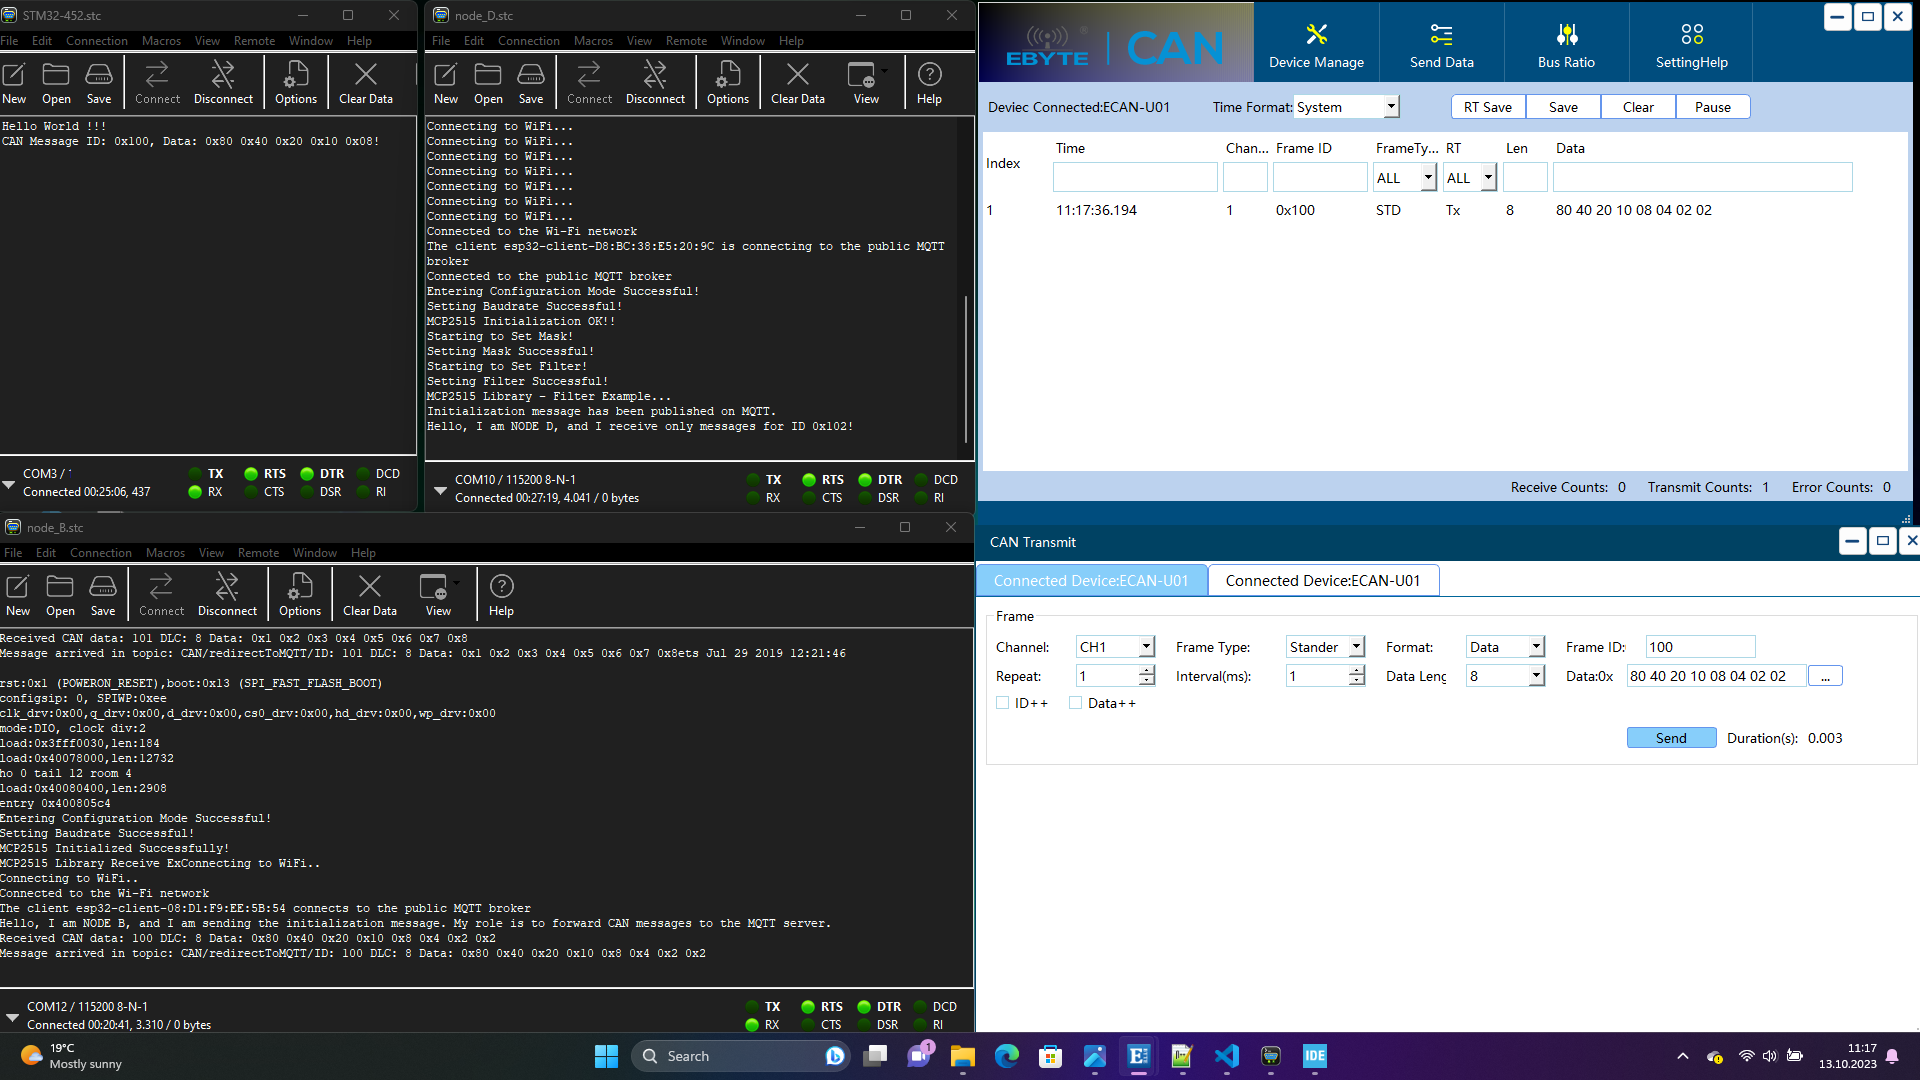 STM32-452.stc
File Edit Connection Macros View Remote Window Help
New Open Save Connect Disconnect Options Clear Data
Hello World !!!
CAN Message ID: 0x100, Data: 0x80 0x40 0x20 0x10 0x08!
COM3 / 1
Connected 00:25:06, 437
TX RTS DTR DCD
RX CTS DSR RI
node_D.stc
File Edit Connection Macros View Remote Window Help
New Open Save Connect Disconnect Options Clear Data View Help
Connecting to WiFi...
Connecting to WiFi...
Connecting to WiFi...
Connecting to WiFi...
Connecting to WiFi...
Connecting to WiFi...
Connecting to WiFi...
Connected to the Wi-Fi network
The client esp32-client-D8:BC:38:E5:20:9C is connecting to the public MQTT
broker
Connected to the public MQTT broker
Entering Configuration Mode Successful!
Setting Baudrate Successful!
MCP2515 Initialization OK!!
Starting to Set Mask!
Setting Mask Successful!
Starting to Set Filter!
Setting Filter Successful!
MCP2515 Library - Filter Example...
Initialization message has been published on MQTT.
Hello, I am NODE D, and I receive only messages for ID 0x102!
COM10 / 115200 8-N-1
Connected 00:27:19, 4.041 / 0 bytes
TX RTS DTR DCD
RX CTS DSR RI
EBYTE | CAN
Device Manage Send Data Bus Ratio SettingHelp
Deviec Connected:ECAN-U01 Time Format: System RT Save Save Clear Pause
Index Time Chan... Frame ID FrameTy... RT Len Data
ALL ALL
1 11:17:36.194 1 0x100 STD Tx 8 80 40 20 10 08 04 02 02
Receive Counts: 0 Transmit Counts: 1 Error Counts: 0
node_B.stc
File Edit Connection Macros View Remote Window Help
New Open Save Connect Disconnect Options Clear Data View Help
Received CAN data: 101 DLC: 8 Data: 0x1 0x2 0x3 0x4 0x5 0x6 0x7 0x8
Message arrived in topic: CAN/redirectToMQTT/ID: 101 DLC: 8 Data: 0x1 0x2 0x3 0x4 0x5 0x6 0x7 0x8ets Jul 29 2019 12:21:46
rst:0x1 (POWERON_RESET),boot:0x13 (SPI_FAST_FLASH_BOOT)
configsip: 0, SPIWP:0xee
clk_drv:0x00,q_drv:0x00,d_drv:0x00,cs0_drv:0x00,hd_drv:0x00,wp_drv:0x00
mode:DIO, clock div:2
load:0x3fff0030,len:184
load:0x40078000,len:12732
ho 0 tail 12 room 4
load:0x40080400,len:2908
entry 0x400805c4
Entering Configuration Mode Successful!
Setting Baudrate Successful!
MCP2515 Initialized Successfully!
MCP2515 Library Receive ExConnecting to WiFi..
Connecting to WiFi..
Connected to the Wi-Fi network
The client esp32-client-08:D1:F9:EE:5B:54 connects to the public MQTT broker
Hello, I am NODE B, and I am sending the initialization message. My role is to forward CAN messages to the MQTT server.
Received CAN data: 100 DLC: 8 Data: 0x80 0x40 0x20 0x10 0x8 0x4 0x2 0x2
Message arrived in topic: CAN/redirectToMQTT/ID: 100 DLC: 8 Data: 0x80 0x40 0x20 0x10 0x8 0x4 0x2 0x2
COM12 / 115200 8-N-1
Connected 00:20:41, 3.310 / 0 bytes
TX RTS DTR DCD
RX CTS DSR RI
CAN Transmit
Connected Device:ECAN-U01 Connected Device:ECAN-U01
Frame
Channel: CH1 Frame Type: Stander Format: Data Frame ID: 100
Repeat: 1 Interval(ms): 1 Data Leng 8 Data:0x 80 40 20 10 08 04 02 02 ...
ID++ Data++
Send Duration(s): 0.003
19°C
Mostly sunny
Search
1
IDE
11:17
13.10.2023